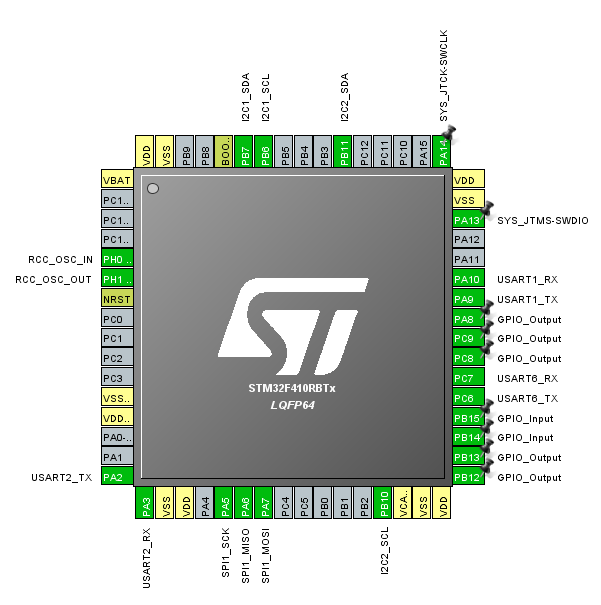 I2C1_SDA
I2C1_SCL
I2C2_SDA
SYS_JTCK-SWCLK
VDD
VSS
PB9
PB8
BOO..
PB7
PB6
PB5
PB4
PB3
PB11
PC12
PC11
PC10
PA15
PA14
VBAT
PC1..
PC1..
PC1..
RCC_OSC_IN PH0 ..
RCC_OSC_OUT PH1 ..
NRST
PC0
PC1
PC2
PC3
VSS..
VDD..
PA0-..
PA1
USART2_TX PA2
ST
STM32F410RBTx
LQFP64
VDD
VSS
PA13 SYS_JTMS-SWDIO
PA12
PA11
PA10 USART1_RX
PA9 USART1_TX
PA8 GPIO_Output
PC9 GPIO_Output
PC8 GPIO_Output
PC7 USART6_RX
PC6 USART6_TX
PB15 GPIO_Input
PB14 GPIO_Input
PB13 GPIO_Output
PB12 GPIO_Output
PA3
VSS
VDD
PA4
PA5
PA6
PA7
PC4
PC5
PB0
PB1
PB2
PB10
VCA..
VSS
VDD
USART2_RX
SPI1_SCK
SPI1_MISO
SPI1_MOSI
I2C2_SCL